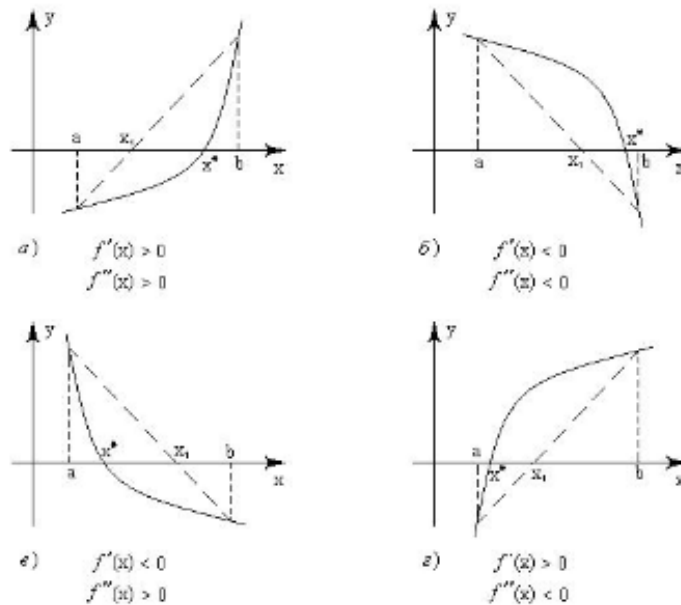 y
a x₁ x* b x
а) f'(x) > 0
f''(x) > 0
y
a x₁ x* b x
б) f'(x) < 0
f''(x) < 0
y
a x* x₁ b x
в) f'(x) < 0
f''(x) > 0
y
a x* x₁ b x
г) f'(x) > 0
f''(x) < 0